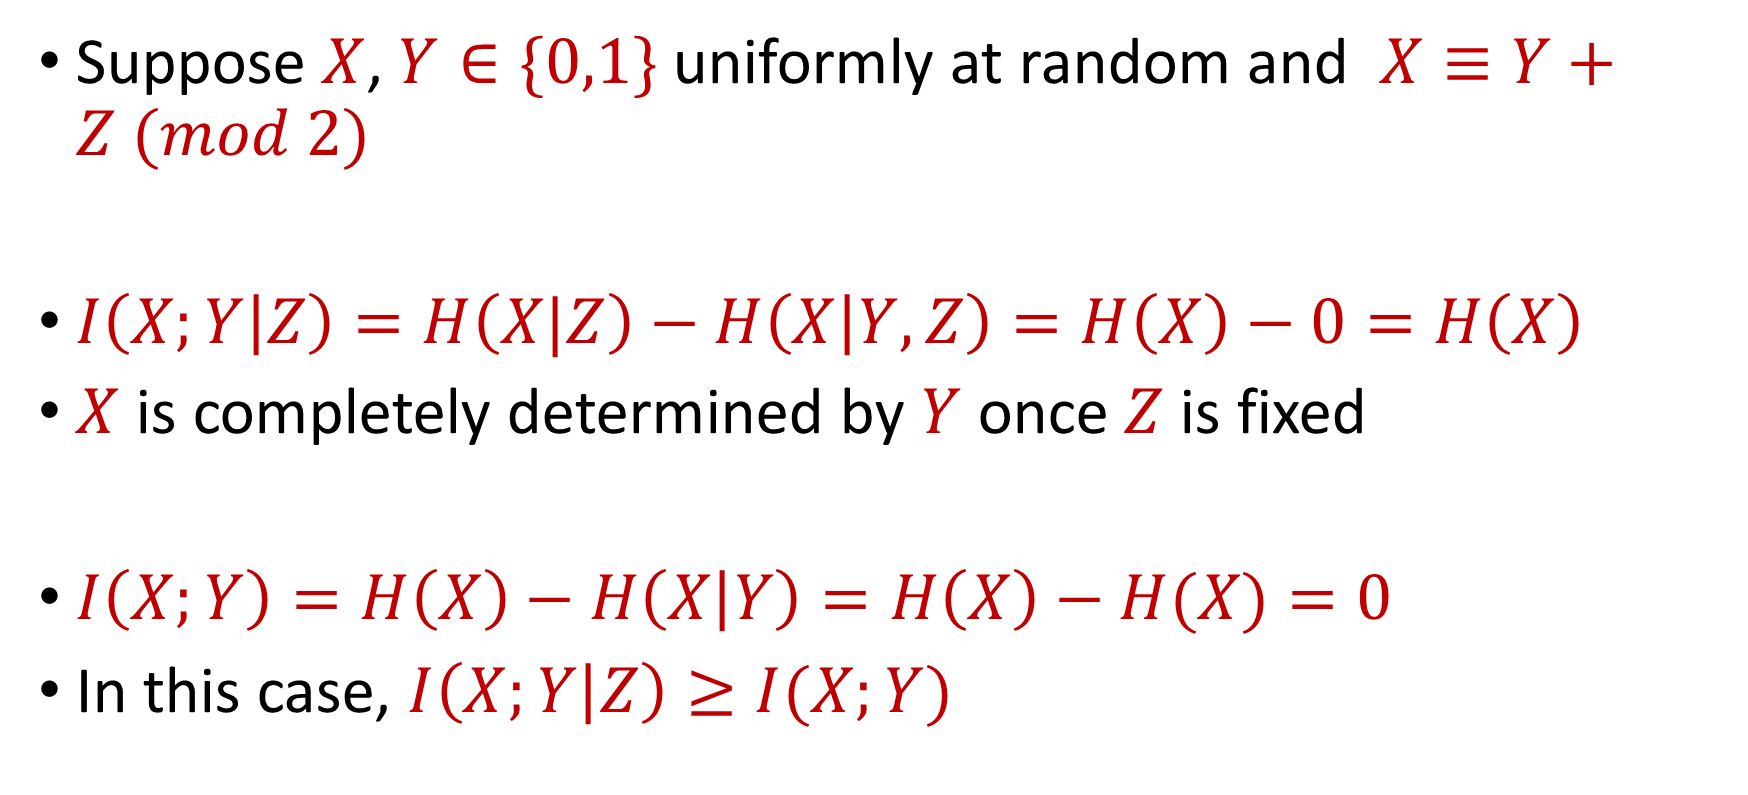 • Suppose X, Y ∈ {0,1} uniformly at random and X ≡ Y +
Z (mod 2)
• I(X; Y|Z) = H(X|Z) − H(X|Y, Z) = H(X) − 0 = H(X)
• X is completely determined by Y once Z is fixed
• I(X; Y) = H(X) − H(X|Y) = H(X) − H(X) = 0
• In this case, I(X; Y|Z) ≥ I(X; Y)